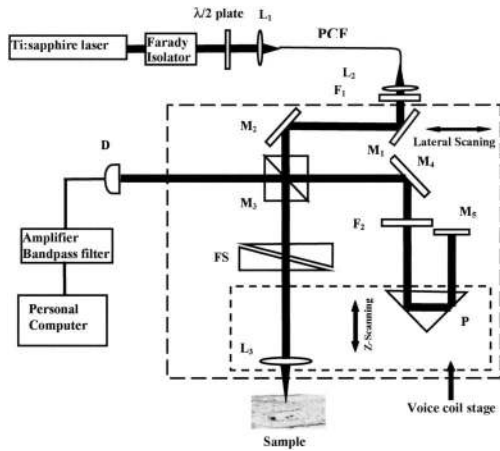 λ/2 plate
L1
PCF
Ti:sapphire laser
Farady
Isolator
L2
F1
M2
M1
Lateral Scaning
D
M4
M3
F2
M5
Amplifier
Bandpass filter
FS
Personal
Computer
Z-Scanning
P
L3
Voice coil stage
Sample